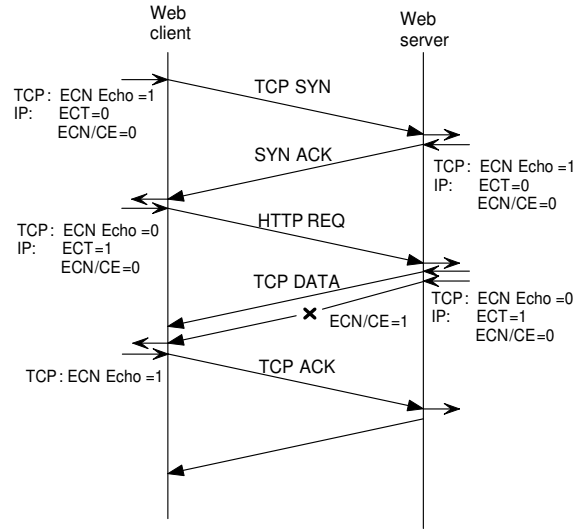 Web
client
Web
server
TCP: ECN Echo =1
IP: ECT=0
ECN/CE=0
TCP SYN
SYN ACK
TCP: ECN Echo =1
IP: ECT=0
ECN/CE=0
TCP: ECN Echo =0
IP: ECT=1
ECN/CE=0
HTTP REQ
TCP DATA
ECN/CE=1
TCP: ECN Echo =0
IP: ECT=1
ECN/CE=0
TCP: ECN Echo =1
TCP ACK